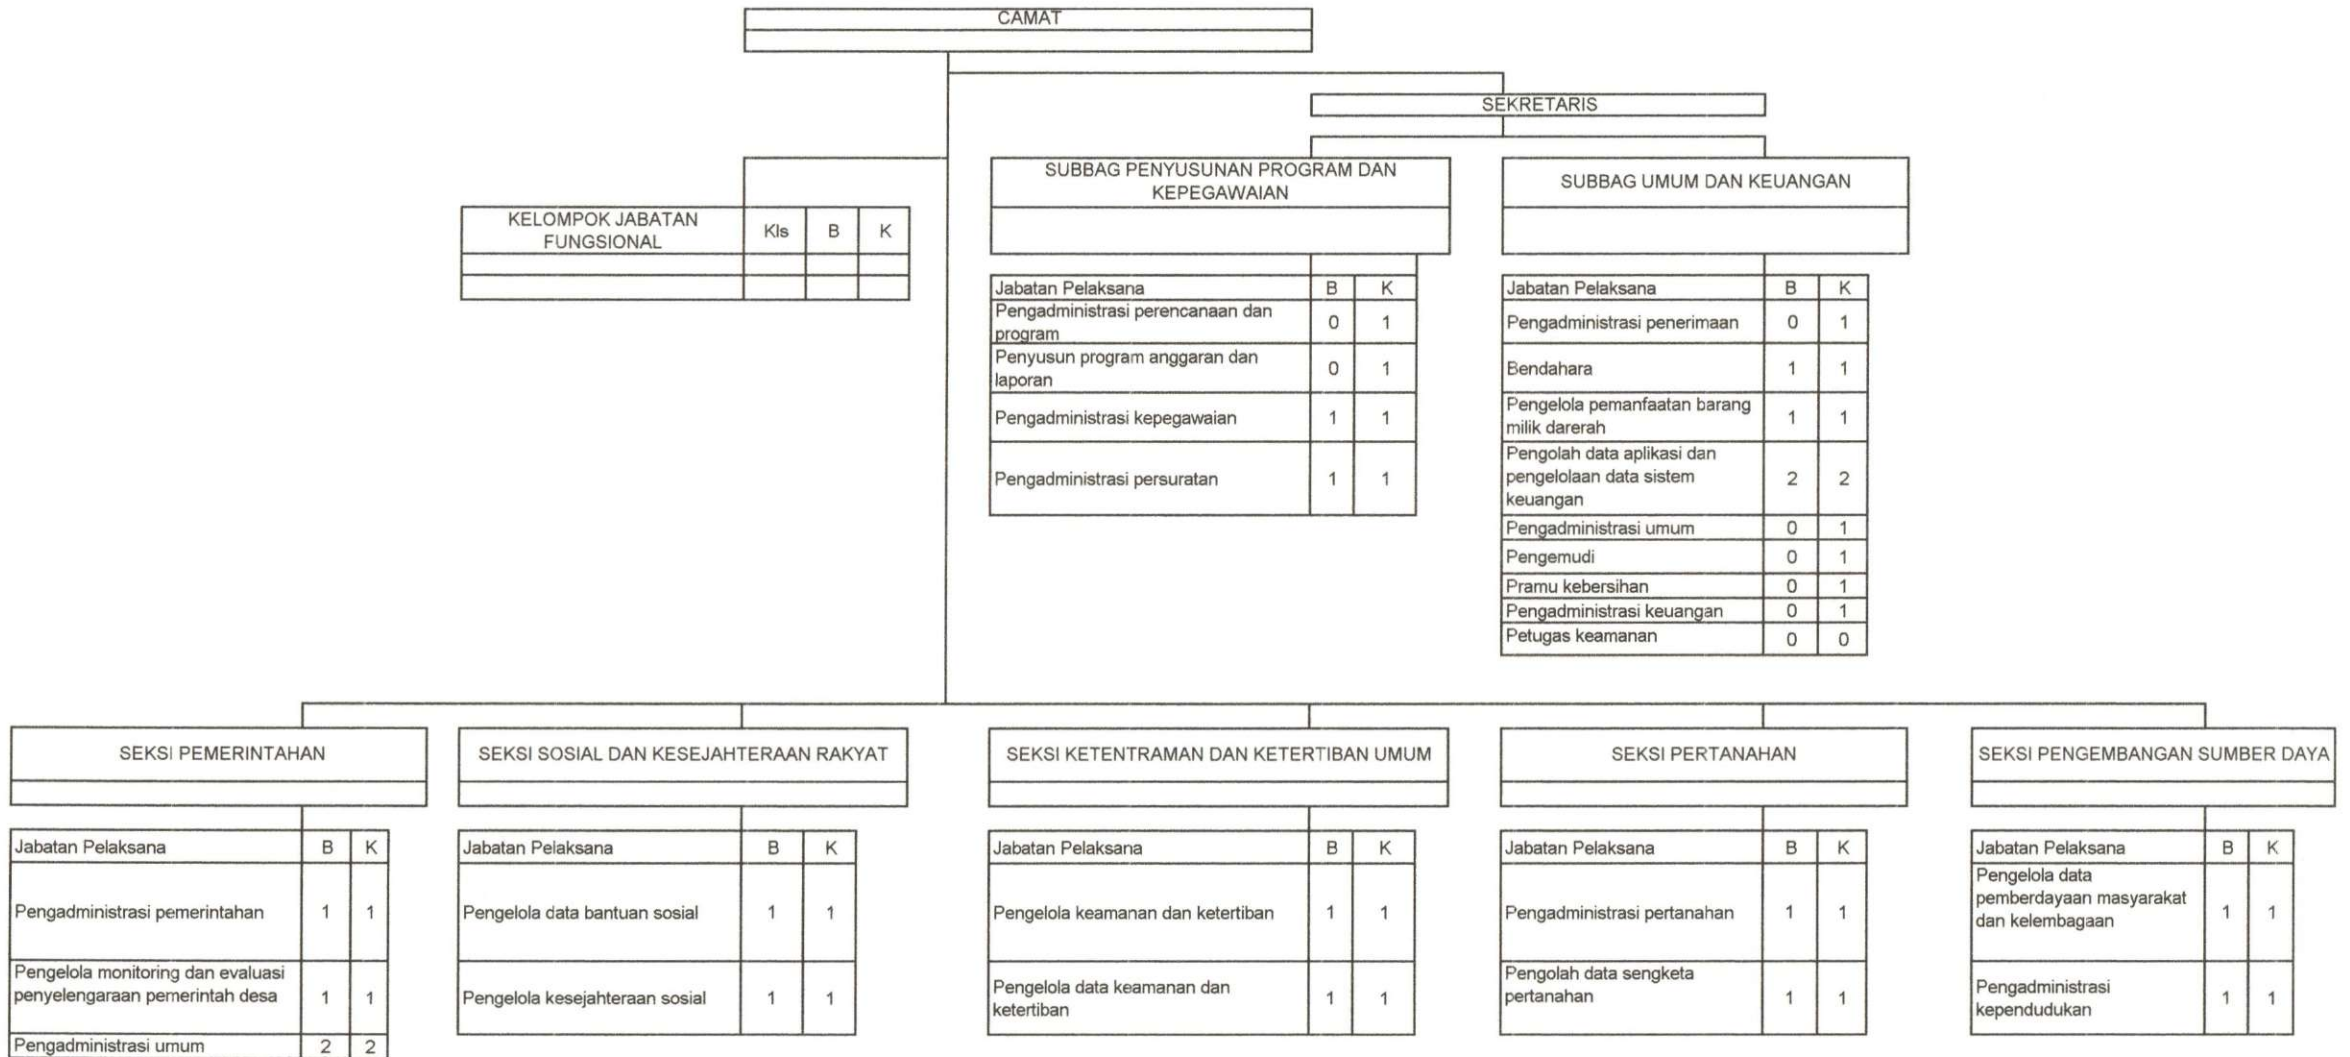 CAMAT
SEKRETARIS
KELOMPOK JABATAN
FUNGSIONAL
Kls B K
SUBBAG PENYUSUNAN PROGRAM DAN
KEPEGAWAIAN
Jabatan Pelaksana B K
Pengadministrasi perencanaan dan
program 0 1
Penyusun program anggaran dan
laporan 0 1
Pengadministrasi kepegawaian 1 1
Pengadministrasi persuratan 1 1
SUBBAG UMUM DAN KEUANGAN
Jabatan Pelaksana B K
Pengadministrasi penerimaan 0 1
Bendahara 1 1
Pengelola pemanfaatan barang
milik darerah 1 1
Pengolah data aplikasi dan
pengelolaan data sistem 2 2
keuangan
Pengadministrasi umum 0 1
Pengemudi 0 1
Pramu kebersihan 0 1
Pengadministrasi keuangan 0 1
Petugas keamanan 0 0
SEKSI PEMERINTAHAN
Jabatan Pelaksana B K
Pengadministrasi pemerintahan 1 1
Pengelola monitoring dan evaluasi
penyelengaraan pemerintah desa 1 1
Pengadministrasi umum 2 2
SEKSI SOSIAL DAN KESEJAHTERAAN RAKYAT
Jabatan Pelaksana B K
Pengelola data bantuan sosial 1 1
Pengelola kesejahteraan sosial 1 1
SEKSI KETENTRAMAN DAN KETERTIBAN UMUM
Jabatan Pelaksana B K
Pengelola keamanan dan ketertiban 1 1
Pengelola data keamanan dan
ketertiban 1 1
SEKSI PERTANAHAN
Jabatan Pelaksana B K
Pengadministrasi pertanahan 1 1
Pengolah data sengketa
pertanahan 1 1
SEKSI PENGEMBANGAN SUMBER DAYA
Jabatan Pelaksana B K
Pengelola data
pemberdayaan masyarakat
dan kelembagaan 1 1
Pengadministrasi
kependudukan 1 1